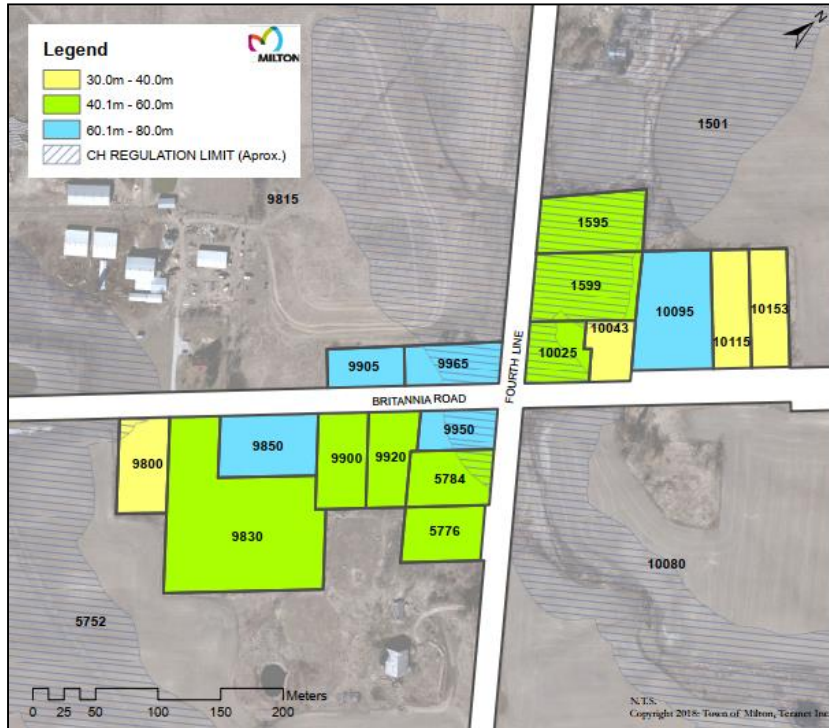 Legend
MILTON
30.0m - 40.0m
40.1m - 60.0m
60.1m - 80.0m
CH REGULATION LIMIT (Aprox.)
N
1501
9815
1595
1599
10095
10153
10043
10115
10025
9905
9965
FOURTH LINE
BRITANNIA ROAD
9950
9850
9900
9920
9800
5784
9830
5776
10080
5752
Meters
0 25 50 100 150 200
N.T.S.
Copyright 2018: Town of Milton, Teranet Inc